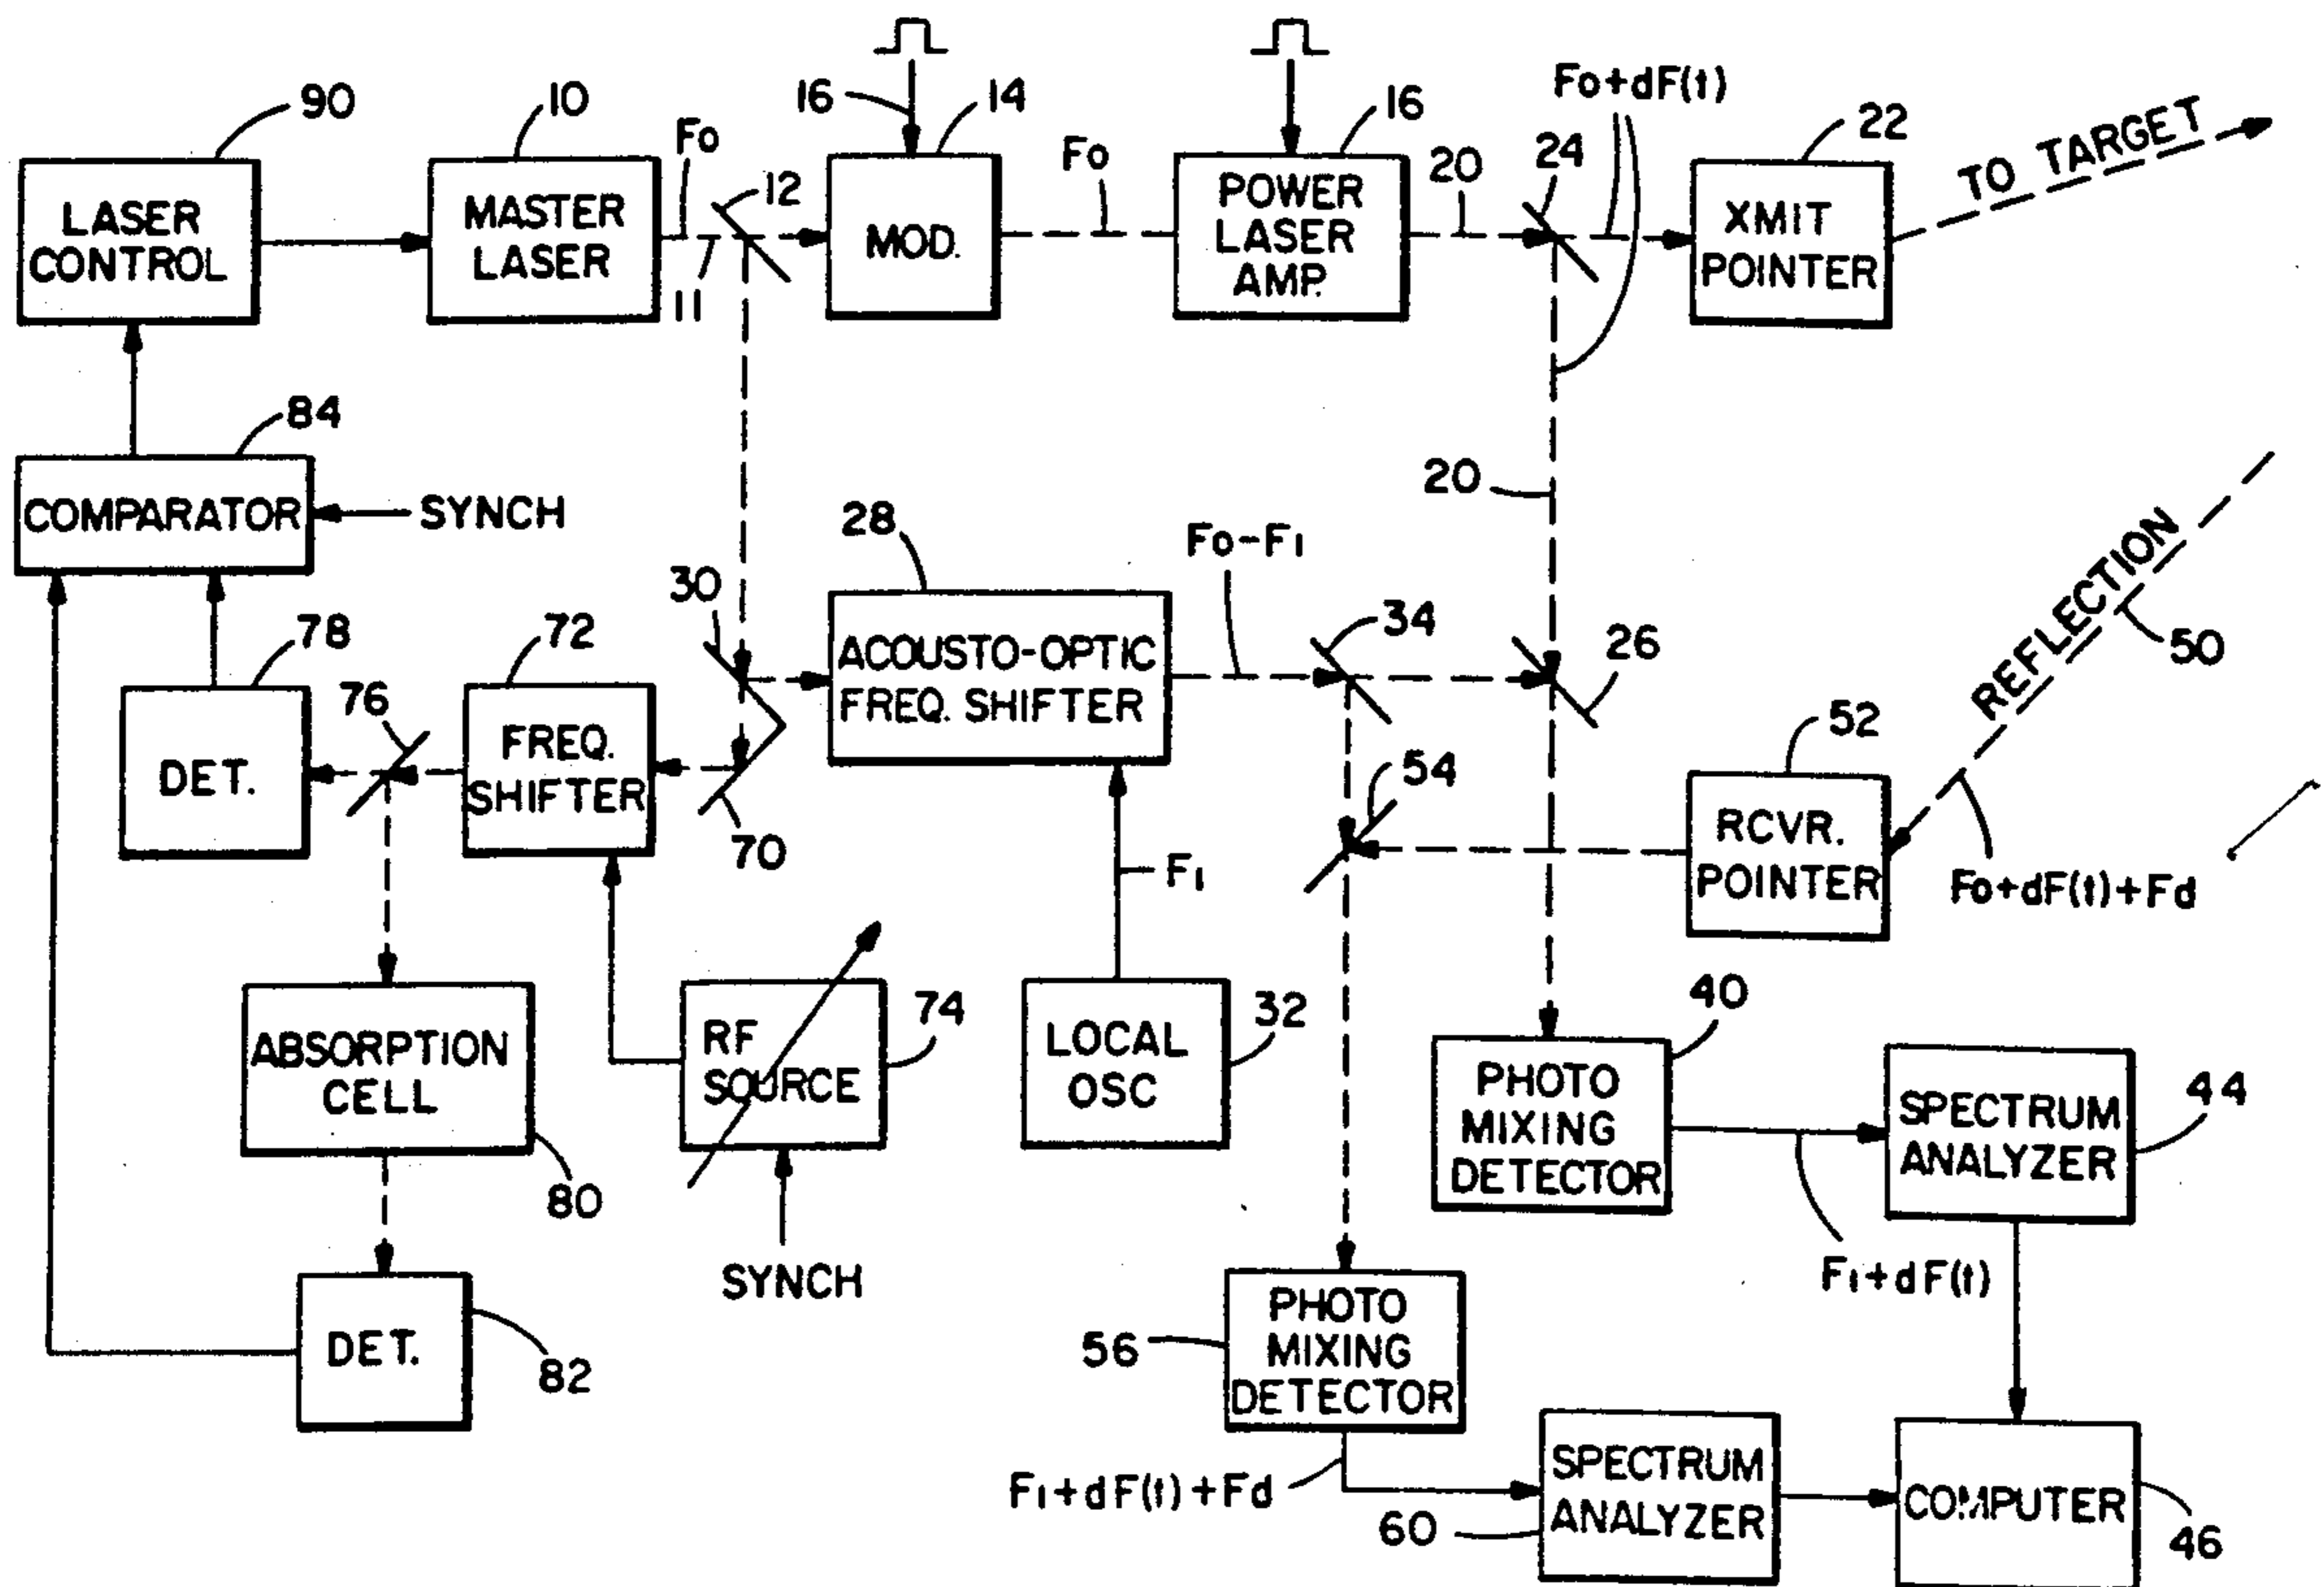 90
10
16
14
16
Fo+dF(t)
22
TO TARGET
Fo
12
Fo
20
24
LASER
CONTROL
MASTER
LASER
11
MOD.
POWER
LASER
AMP.
XMIT
POINTER
84
COMPARATOR
SYNCH
20
28
Fo-F1
30
34
26
REFLECTION
50
78
72
76
ACOUSTO-OPTIC
FREQ. SHIFTER
DET.
FREQ.
SHIFTER
70
54
52
RCVR.
POINTER
F1
Fo+dF(t)+Fd
ABSORPTION
CELL
80
RF
SOURCE
74
LOCAL
OSC
32
40
PHOTO
MIXING
DETECTOR
SPECTRUM
ANALYZER
44
SYNCH
F1+dF(t)
DET.
82
56
PHOTO
MIXING
DETECTOR
F1+dF(t)+Fd
60
SPECTRUM
ANALYZER
COMPUTER
46